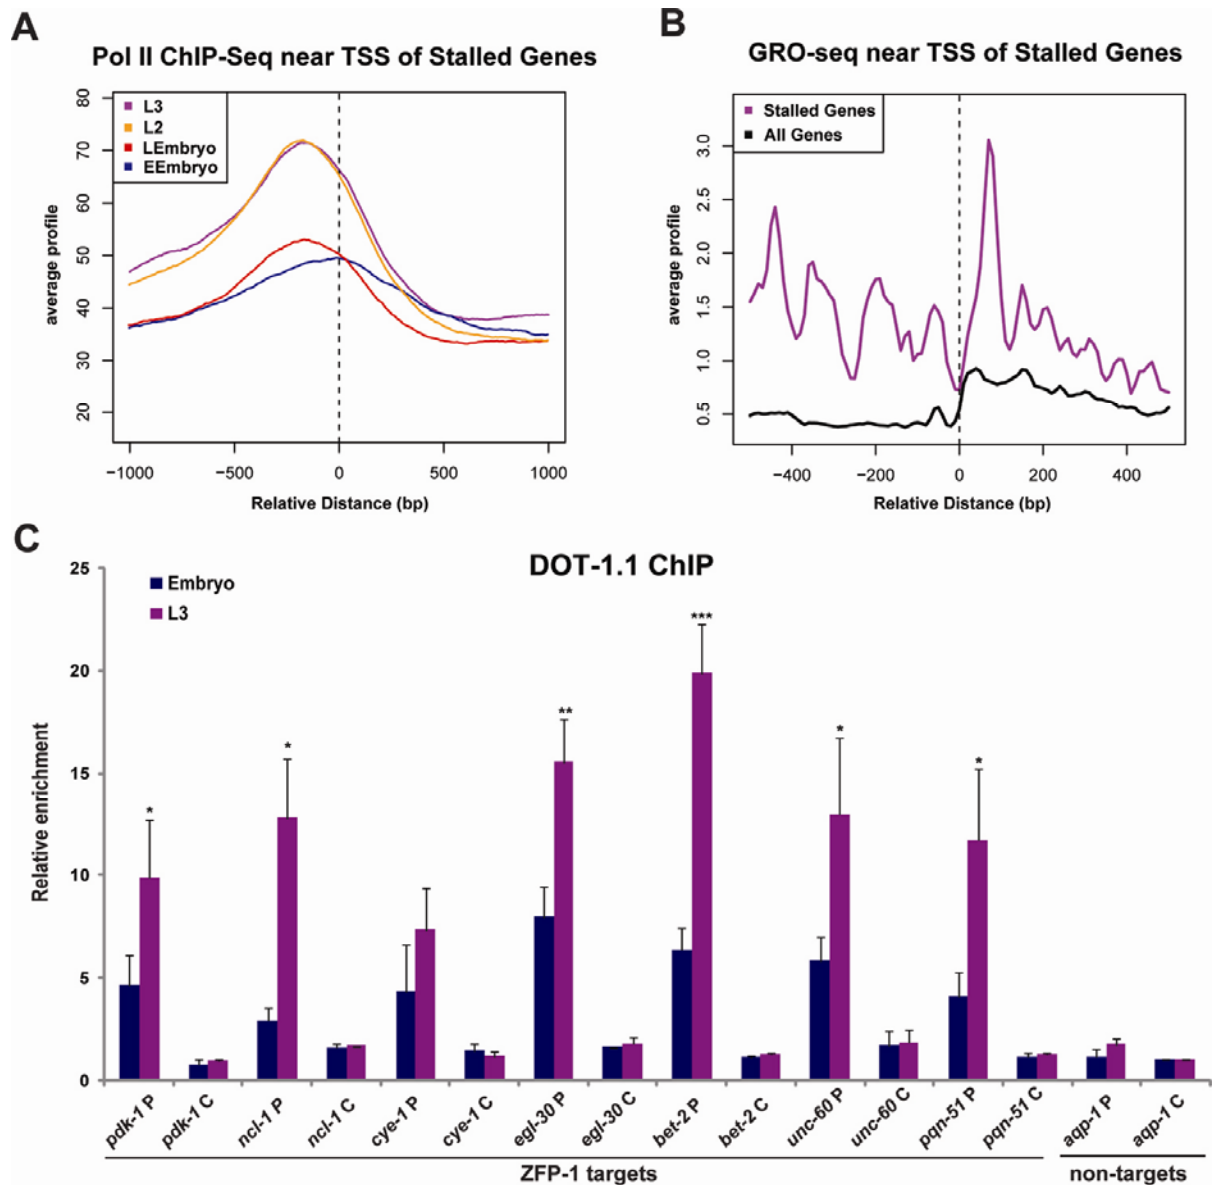 A
Pol II ChIP-Seq near TSS of Stalled Genes
L3
L2
LEmbryo
EEmbryo
average profile
80
70
60
50
40
30
20
−1000
−500
0
500
1000
Relative Distance (bp)
B
GRO-seq near TSS of Stalled Genes
Stalled Genes
All Genes
average profile
3.0
2.5
2.0
1.5
1.0
0.5
−400
−200
0
200
400
Relative Distance (bp)
C
DOT-1.1 ChIP
Embryo
L3
Relative enrichment
25
20
15
10
5
0
*
*
**
***
*
*
pdk-1 P
pdk-1 C
ncl-1 P
ncl-1 C
cye-1 P
cye-1 C
egl-30 P
egl-30 C
bet-2 P
bet-2 C
unc-60 P
unc-60 C
pqn-51 P
pqn-51 C
aqp-1 P
aqp-1 C
ZFP-1 targets
non-targets